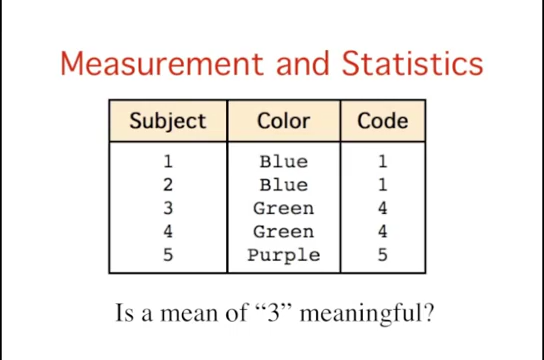 Measurement and Statistics
Subject Color Code
1 Blue 1
2 Blue 1
3 Green 4
4 Green 4
5 Purple 5
Is a mean of “3” meaningful?